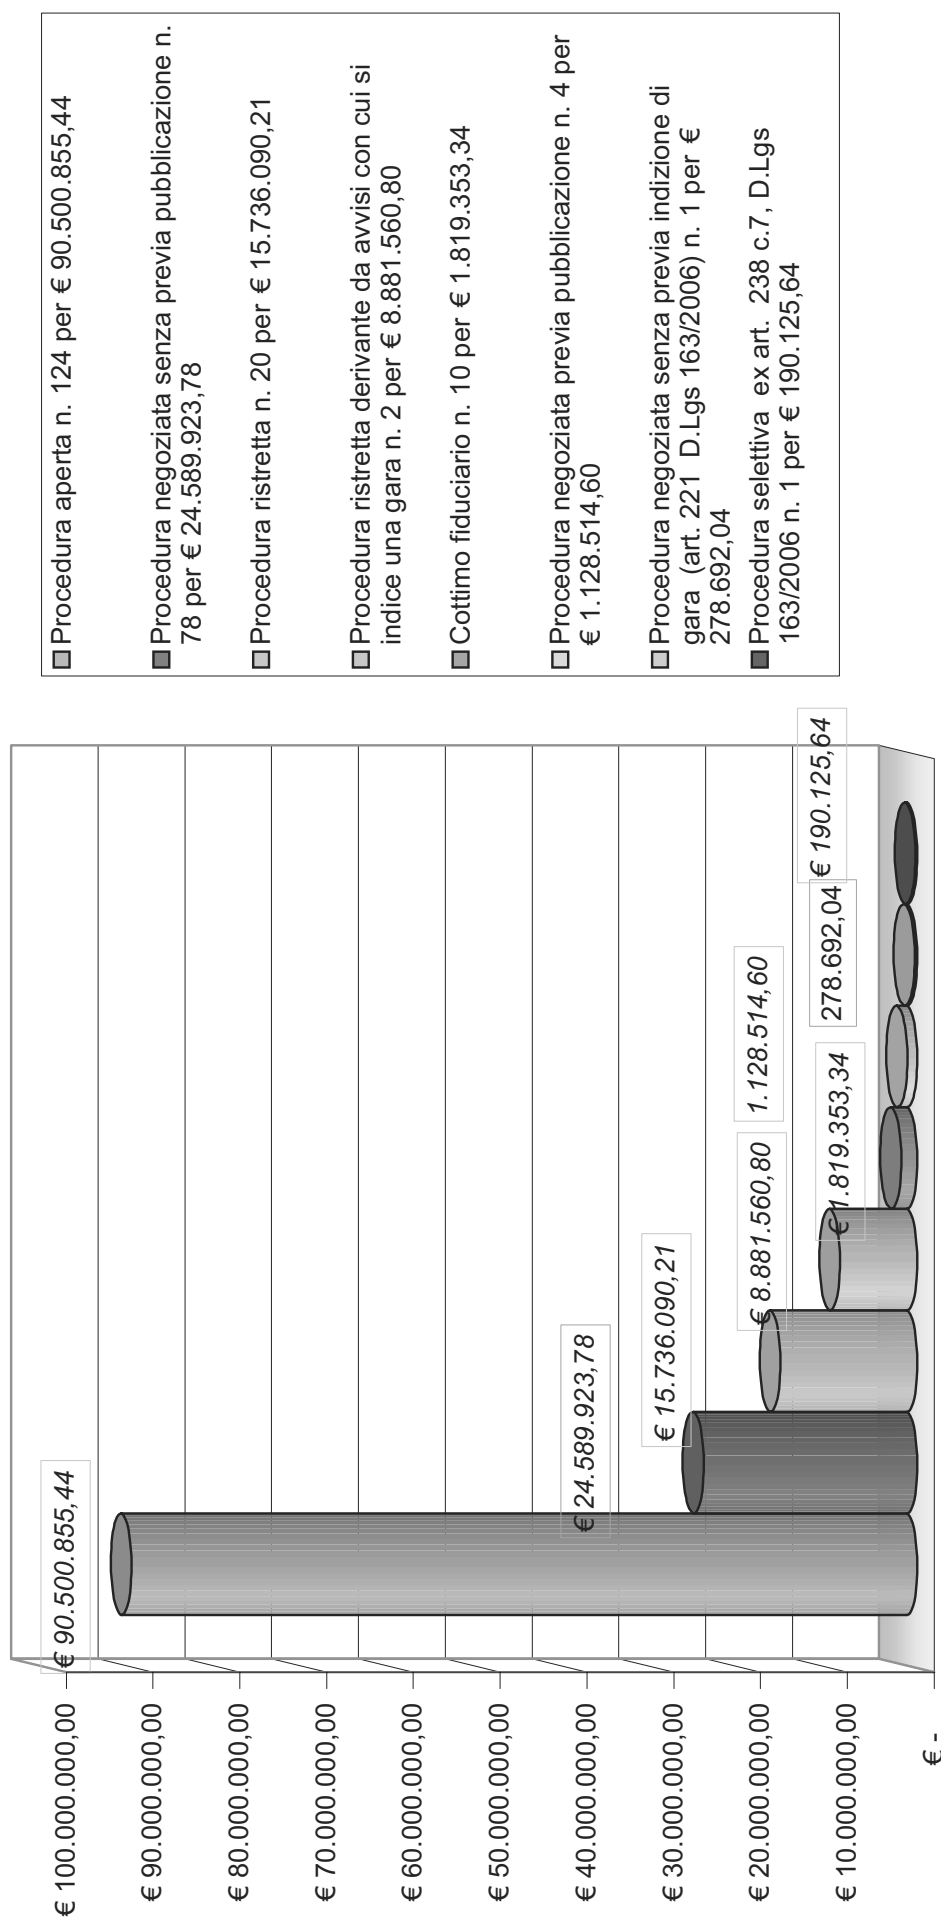 € 100.000.000,00
€ 90.000.000,00
€ 80.000.000,00
€ 70.000.000,00
€ 60.000.000,00
€ 50.000.000,00
€ 40.000.000,00
€ 30.000.000,00
€ 20.000.000,00
€ 10.000.000,00
€ -
€ 90.500.855,44
€ 24.589.923,78
€ 15.736.090,21
€ 8.881.560,80
€ 1.819.353,34
1.128.514,60
278.692,04
€ 190.125,64
Procedura aperta n. 124 per € 90.500.855,44
Procedura negoziata senza previa pubblicazione n.
78 per € 24.589.923,78
Procedura ristretta n. 20 per € 15.736.090,21
Procedura ristretta derivante da avvisi con cui si
indice una gara n. 2 per € 8.881.560,80
Cottimo fiduciario n. 10 per € 1.819.353,34
Procedura negoziata previa pubblicazione n. 4 per
€ 1.128.514,60
Procedura negoziata senza previa indizione di
gara (art. 221 D.Lgs 163/2006) n. 1 per €
278.692,04
Procedura selettiva ex art. 238 c.7, D.Lgs
163/2006 n. 1 per € 190.125,64